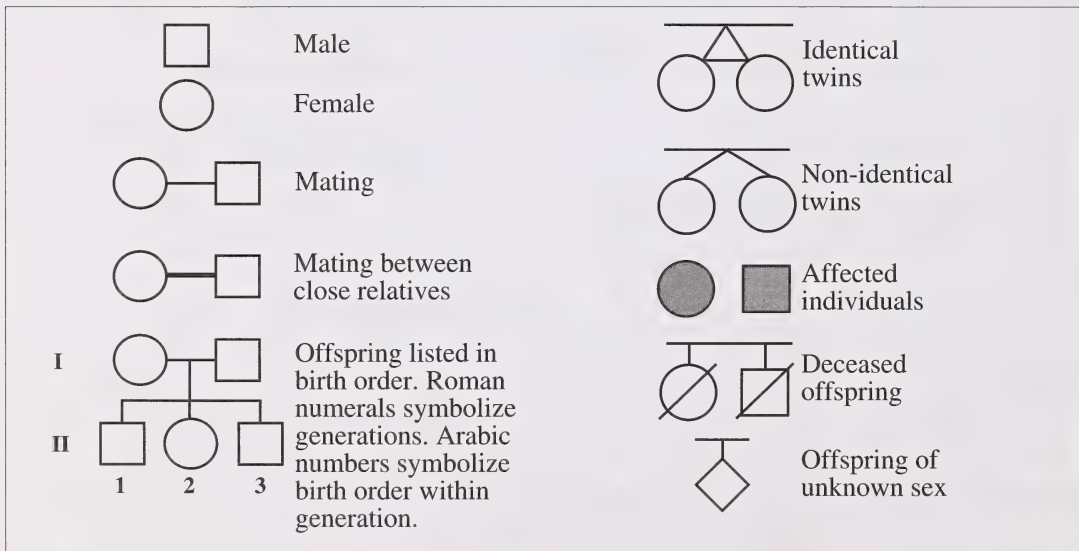 Male
Female
Mating
Mating between
close relatives
I
Offspring listed in
birth order. Roman
numerals symbolize
II
generations. Arabic
numbers symbolize
1 2 3
birth order within
generation.
Identical
twins
Non-identical
twins
Affected
individuals
Deceased
offspring
Offspring of
unknown sex